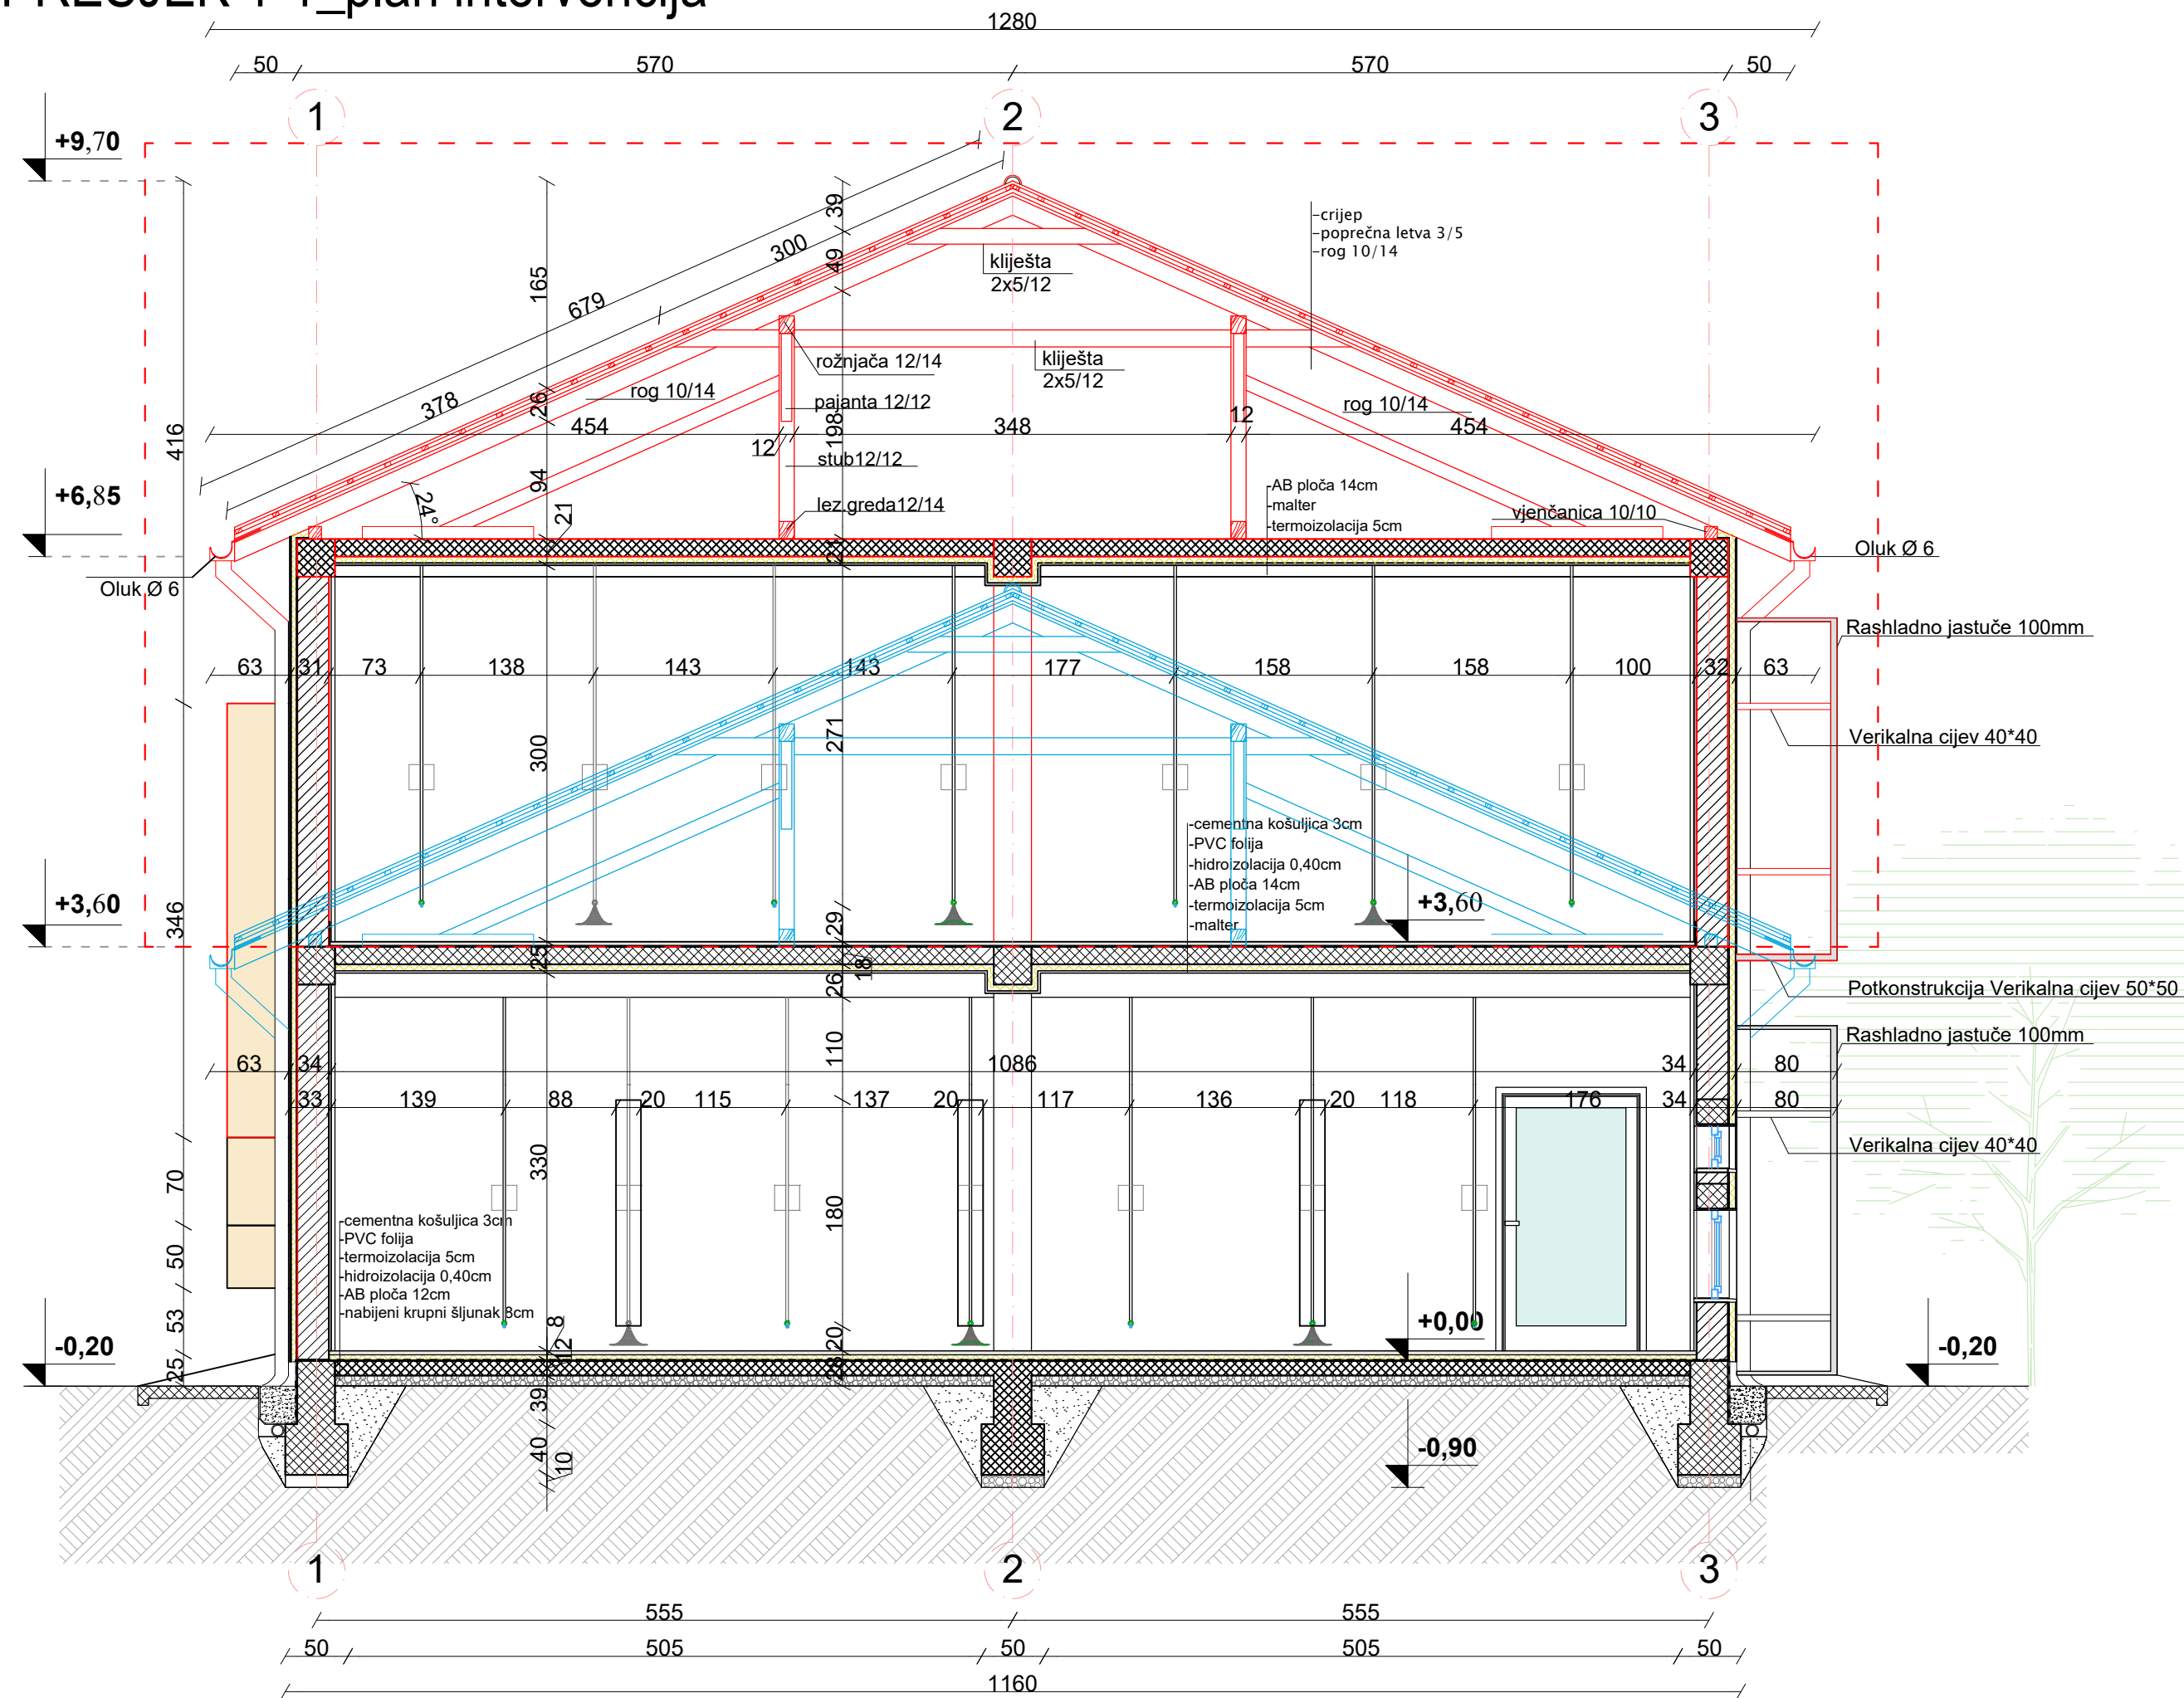 PRESJEK 1-1_plan intervencija
1280
50
570
570
50
1
2
3
+9,70
39
-crijep
-poprečna letva 3/5
-rog 10/14
300
49
kliješta
2x5/12
165
679
rožnjača 12/14
kliješta
2x5/12
378
26
rog 10/14
pajanta 12/12
rog 10/14
12
454
198
348
454
416
12
stub12/12
+6,85
94
24°
21
lez.greda12/14
-AB ploča 14cm
-malter
-termoizolacija 5cm
vjenčanica 10/10
21
Oluk Ø 6
Oluk Ø 6
Rashladno jastuče 100mm
63
31
73
138
143
143
177
158
158
100
32
63
300
271
Verikalna cijev 40*40
-cementna košuljica 3cm
-PVC folija
-hidroizolacija 0,40cm
-AB ploča 14cm
-termoizolacija 5cm
-malter
+3,60
346
+3,60
29
25
18
26
Potkonstrukcija Verikalna cijev 50*50
Rashladno jastuče 100mm
110
63
34
1086
34
80
33
139
88
20
115
137
20
117
136
20
118
176
34
80
Verikalna cijev 40*40
70
330
180
-cementna košuljica 3cm
-PVC folija
-termoizolacija 5cm
-hidroizolacija 0,40cm
-AB ploča 12cm
-nabijeni krupni šljunak 8cm
50
53
8
+0,00
-0,20
12
20
-0,20
25
28
39
40
10
-0,90
1
2
3
555
555
50
505
50
505
50
1160